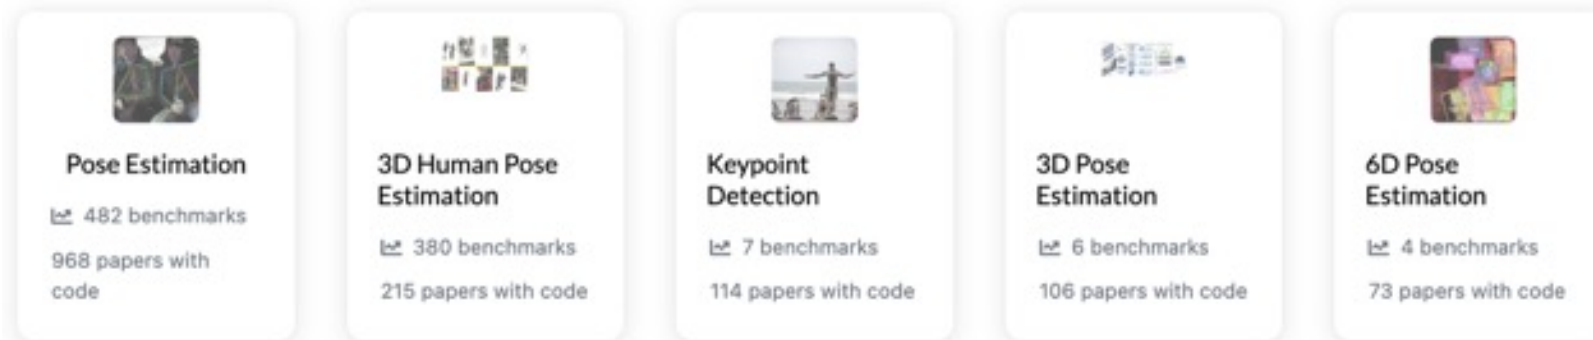 Pose Estimation
482 benchmarks
968 papers with
code
3D Human Pose
Estimation
380 benchmarks
215 papers with code
Keypoint
Detection
7 benchmarks
114 papers with code
3D Pose
Estimation
6 benchmarks
106 papers with code
6D Pose
Estimation
4 benchmarks
73 papers with code